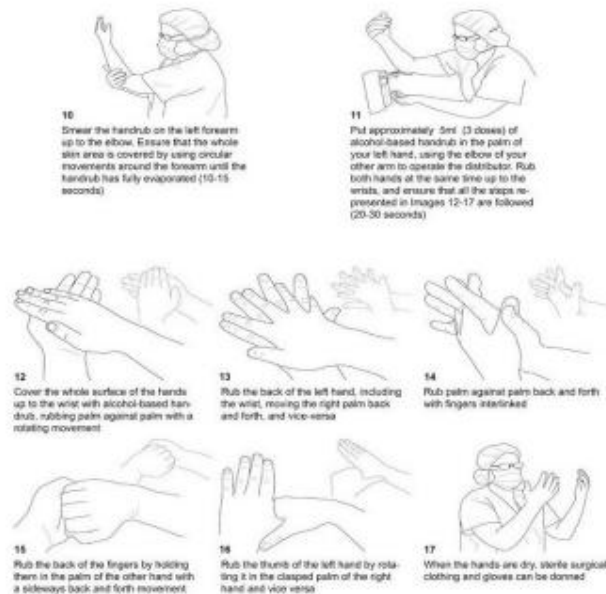 10
Smear the handrub on the left forearm
up to the elbow. Ensure that the whole
skin area is covered by using circular
movements around the forearm until the
handrub has fully evaporated (10-15
seconds)
11
Put approximately 5ml (3 doses) of
alcohol-based handrub in the palm of
your left hand, using the elbow of your
other arm to operate the distributor. Rub
both hands at the same time up to the
wrists, and ensure that all the steps re-
presented in Images 12-17 are followed
(20-30 seconds)
12
Cover the whole surface of the hands
up to the wrist with alcohol-based han-
drub, rubbing palm against palm with a
rotating movement
13
Rub the back of the left hand, including
the wrist, moving the right palm back
and forth, and vice-versa
14
Rub palm against palm back and forth
with fingers interlinked
15
Rub the back of the fingers by holding
them in the palm of the other hand with
a sideways back and forth movement
16
Rub the thumb of the left hand by rota-
ting it in the clasped palm of the right
hand and vice versa
17
When the hands are dry, sterile surgical
clothing and gloves can be donned